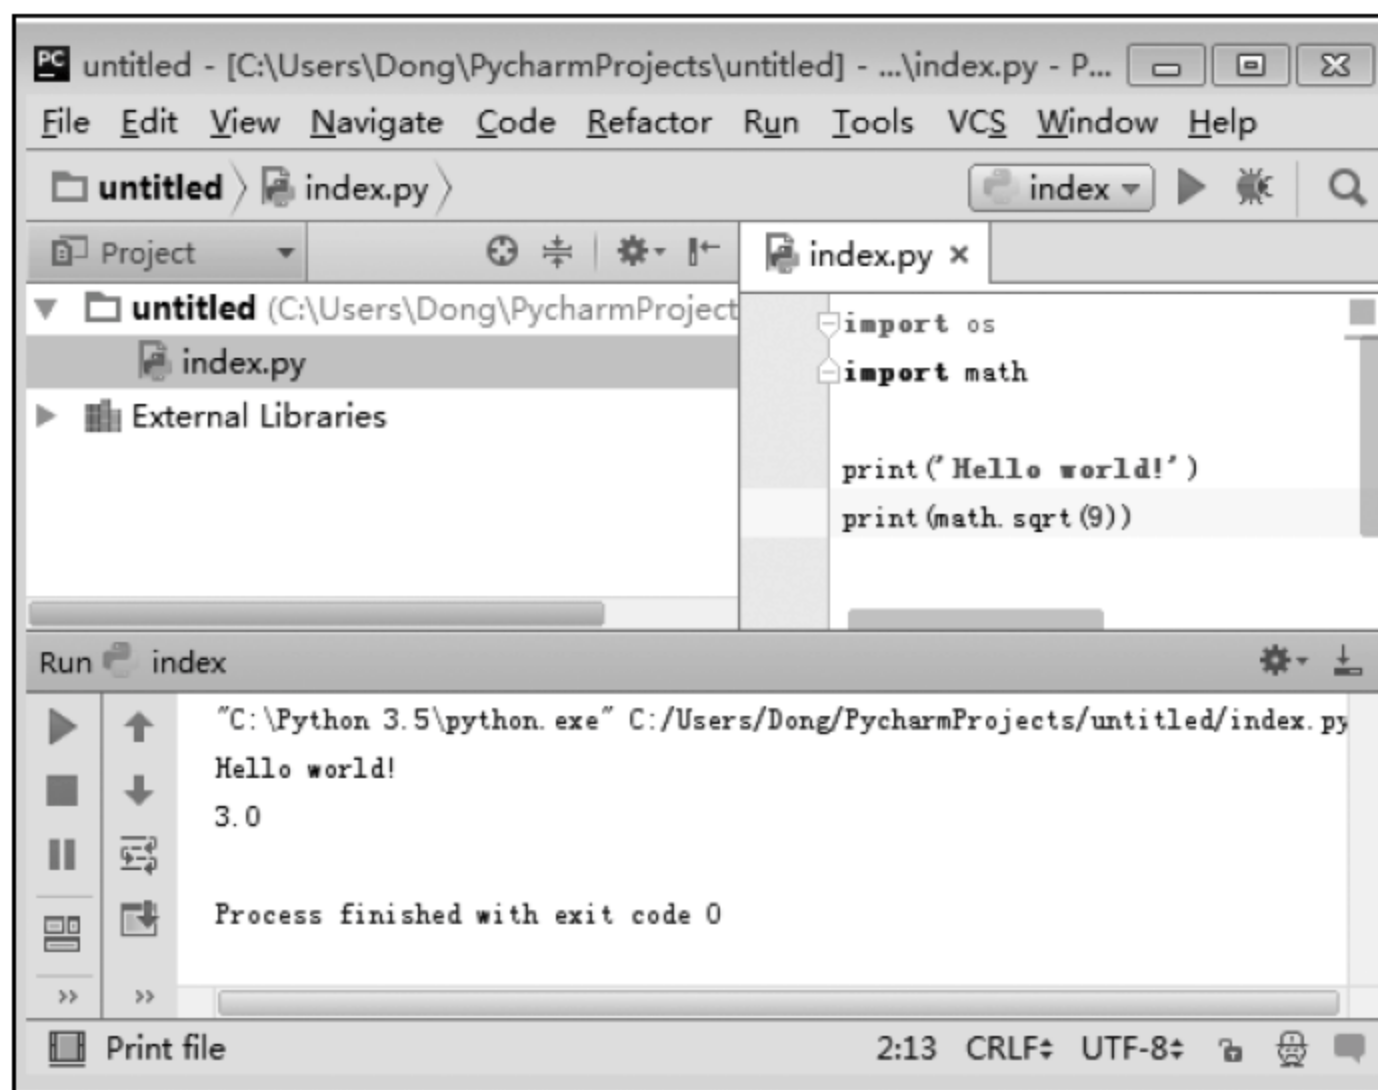 PC untitled - [C:\Users\Dong\PycharmProjects\untitled] - ...\index.py - P...
File Edit View Navigate Code Refactor Run Tools VCS Window Help
untitled index.py index
Project
untitled (C:\Users\Dong\PycharmProject
index.py
External Libraries
index.py ×
import os
import math
print('Hello world!')
print(math.sqrt(9))
Run index
"C:\Python 3.5\python.exe" C:/Users/Dong/PycharmProjects/untitled/index.py
Hello world!
3.0
Process finished with exit code 0
Print file 2:13 CRLF UTF-8